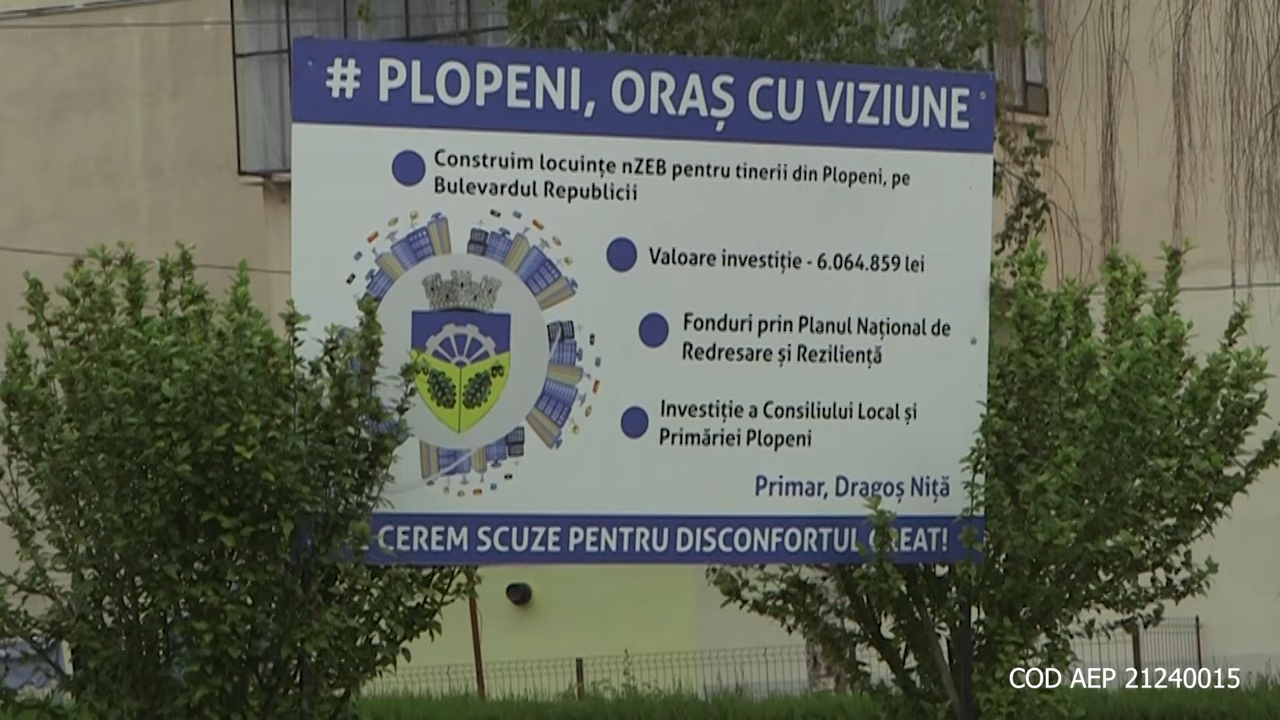 # PLOPENI, ORAȘ CU VIZIUNE
Construim locuințe nZEB pentru tinerii din Plopeni, pe
Bulevardul Republicii
Valoare investiție - 6.064.859 lei
Fonduri prin Planul Național de
Redresare și Reziliență
Investiție a Consiliului Local și
Primăriei Plopeni
Primar, Dragoș Niță
CEREM SCUZE PENTRU DISCONFORTUL CREAT!
COD AEP 21240015